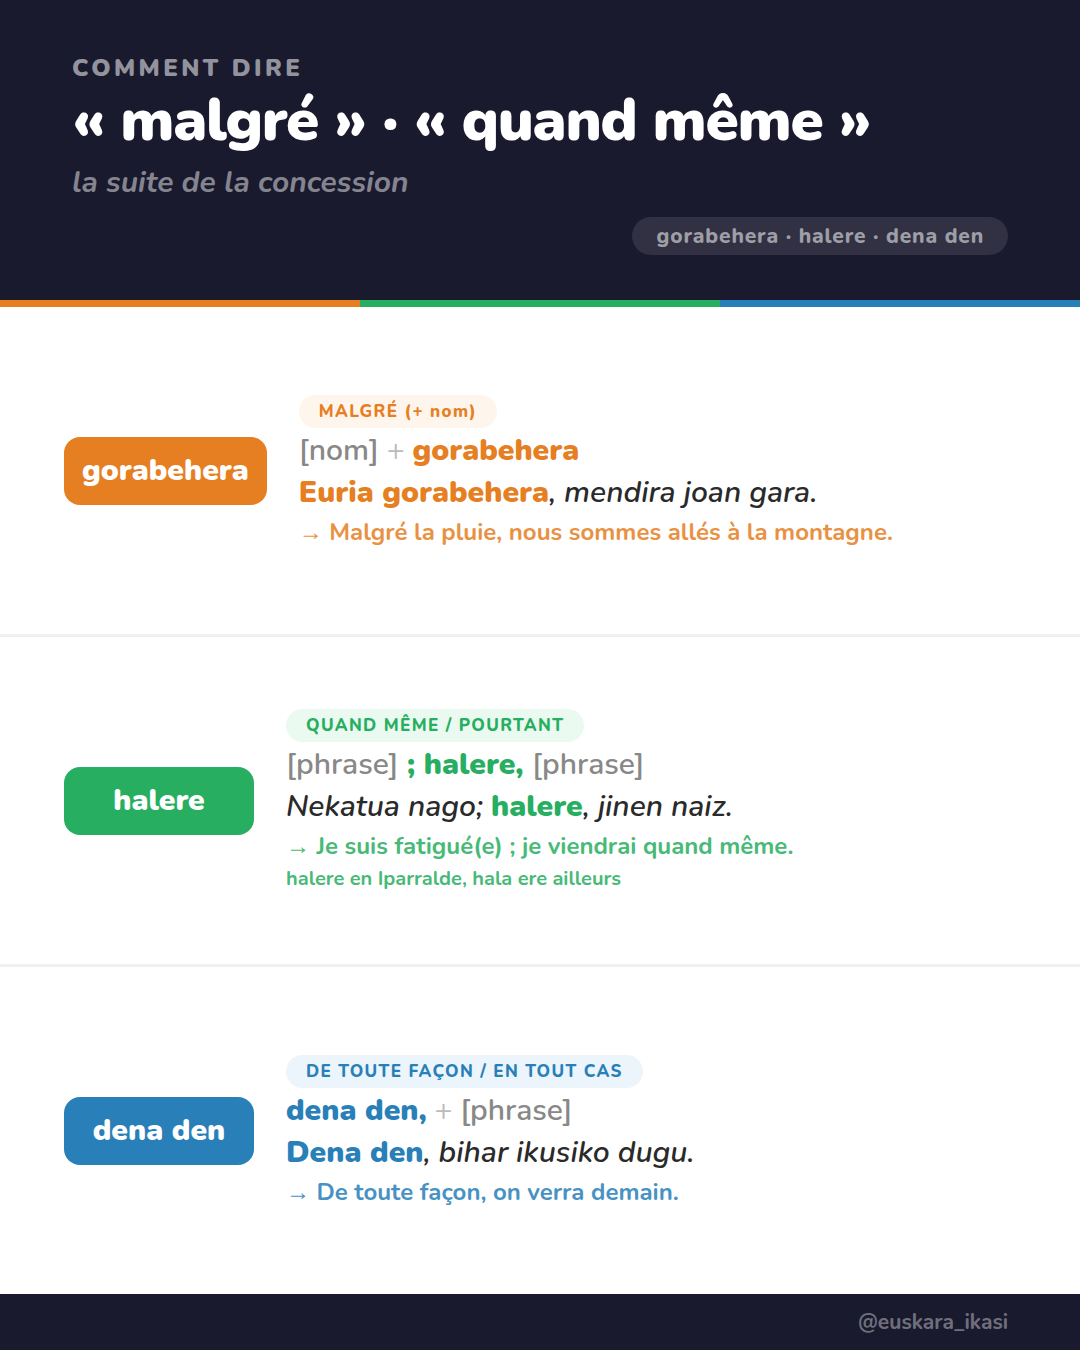 COMMENT DIRE
« malgré » · « quand même »
la suite de la concession
gorabehera · halere · dena den
gorabehera
MALGRÉ (+ nom)
[nom] + gorabehera
Euria gorabehera, mendira joan gara.
→ Malgré la pluie, nous sommes allés à la montagne.
halere
QUAND MÊME / POURTANT
[phrase] ; halere, [phrase]
Nekatua nago; halere, jinen naiz.
→ Je suis fatigué(e) ; je viendrai quand même.
halere en Iparralde, hala ere ailleurs
dena den
DE TOUTE FAÇON / EN TOUT CAS
dena den, + [phrase]
Dena den, bihar ikusiko dugu.
→ De toute façon, on verra demain.
@euskara_ikasi